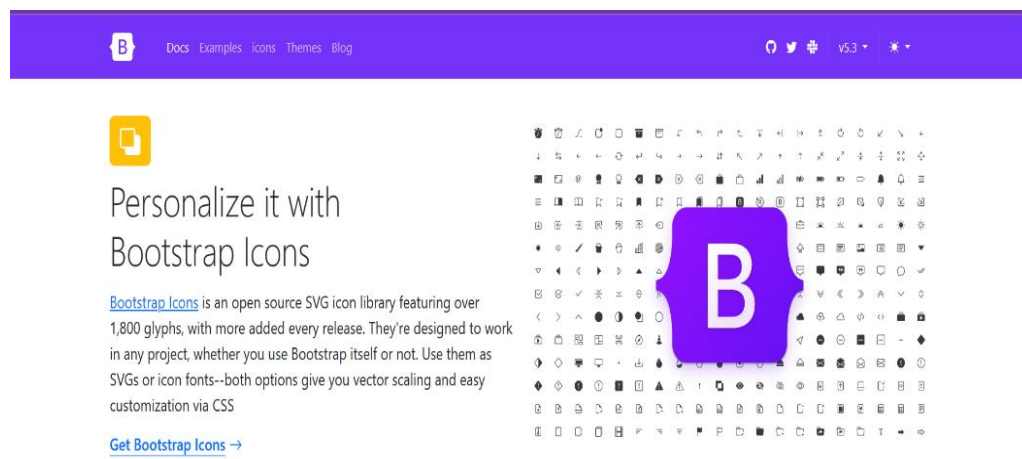 B Docs Examples icons Themes Blog v5.3
Personalize it with
Bootstrap Icons
Bootstrap Icons is an open source SVG icon library featuring over
1,800 glyphs, with more added every release. They're designed to work
in any project, whether you use Bootstrap itself or not. Use them as
SVGs or icon fonts--both options give you vector scaling and easy
customization via CSS
Get Bootstrap Icons →
B